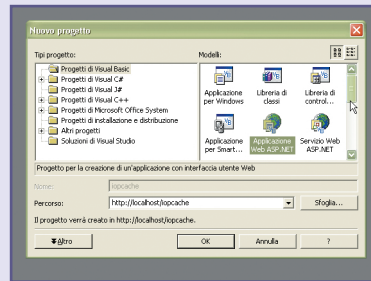 Nuovo progetto
Tipi progetto:
Modelli:
Progetti di Visual Basic
Progetti di Visual C#
Progetti di Visual J#
Progetti di Visual C++
Progetti di Microsoft Office System
Progetti di installazione e distribuzione
Altri progetti
Soluzioni di Visual Studio
Applicazione per Windows
Libreria di classi
Libreria di control...
Applicazione per Smart...
Applicazione Web ASP.NET
Servizio Web ASP.NET
Progetto per la creazione di un'applicazione con interfaccia utente Web
Nome:
iopcache
Percorso:
http://localhost/iopcache
Sfoglia...
Il progetto verrà creato in http://localhost/iopcache.
Altro
OK
Annulla
?